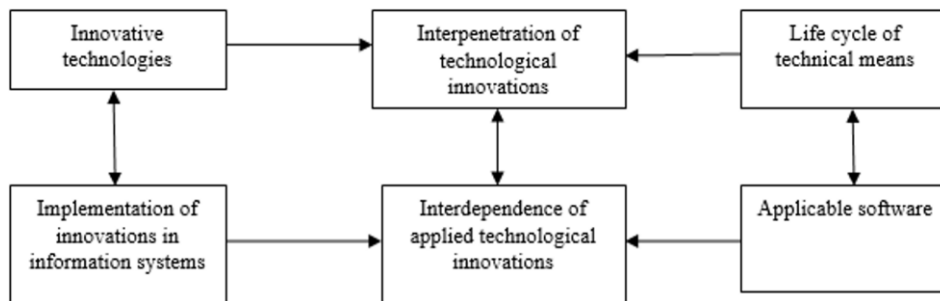 Innovative
technologies
Interpenetration of
technological
innovations
Life cycle of
technical means
Implementation of
innovations in
information systems
Interdependence of
applied technological
innovations
Applicable software